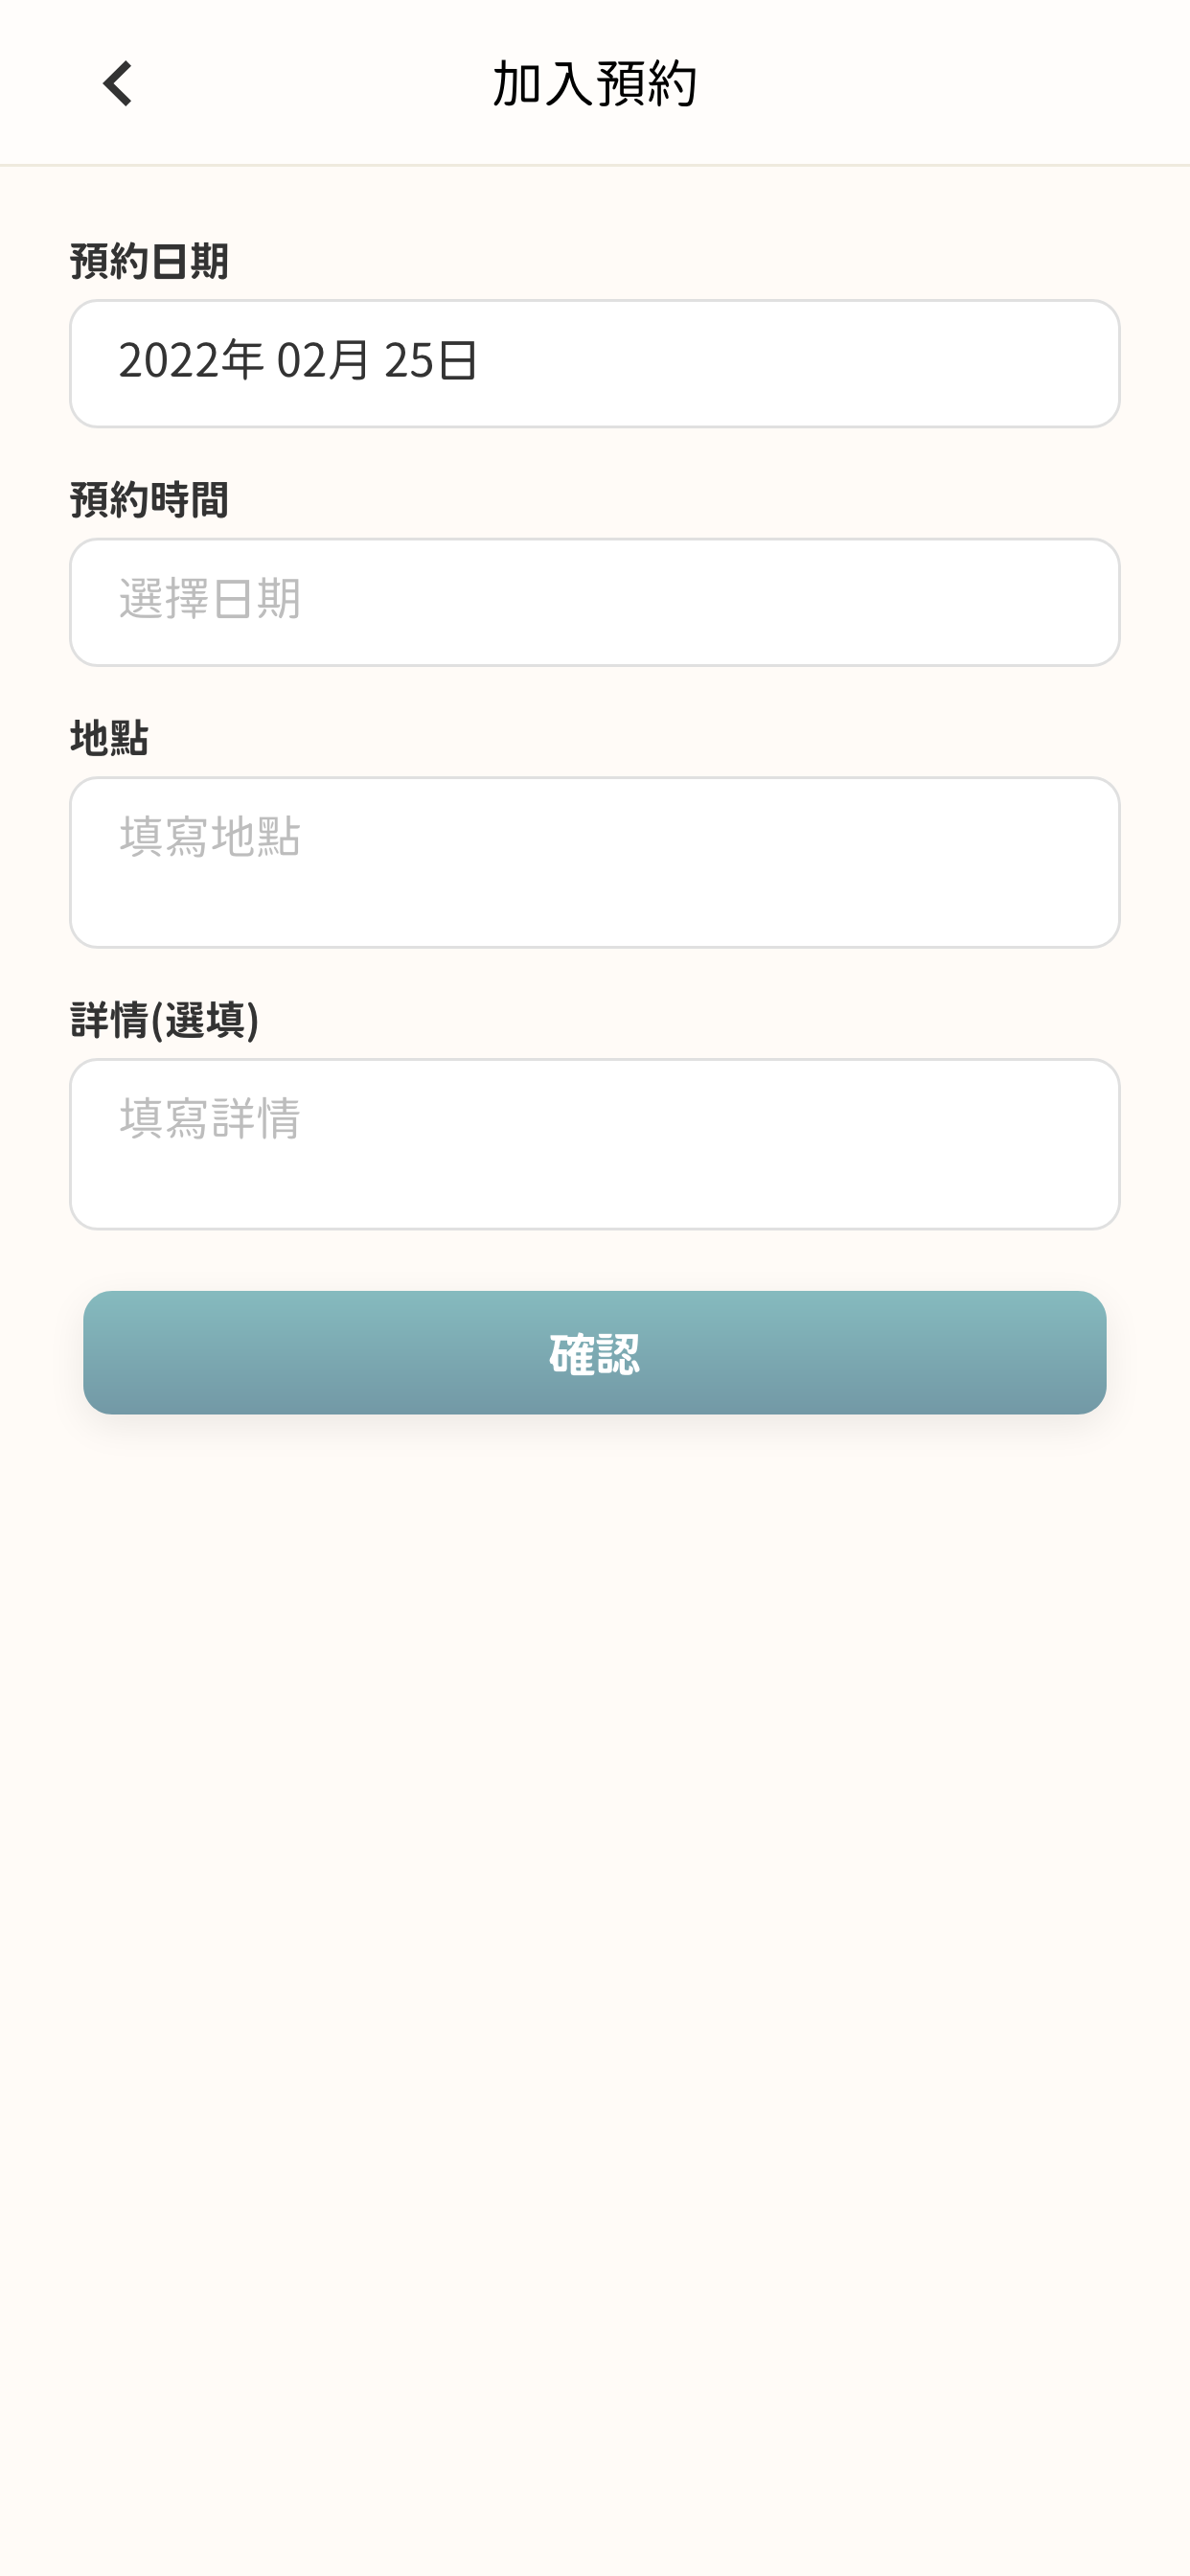 加入預約
預約日期
2022年 02月 25日
預約時間
選擇日期
地點
填寫地點
詳情(選填)
填寫詳情
確認